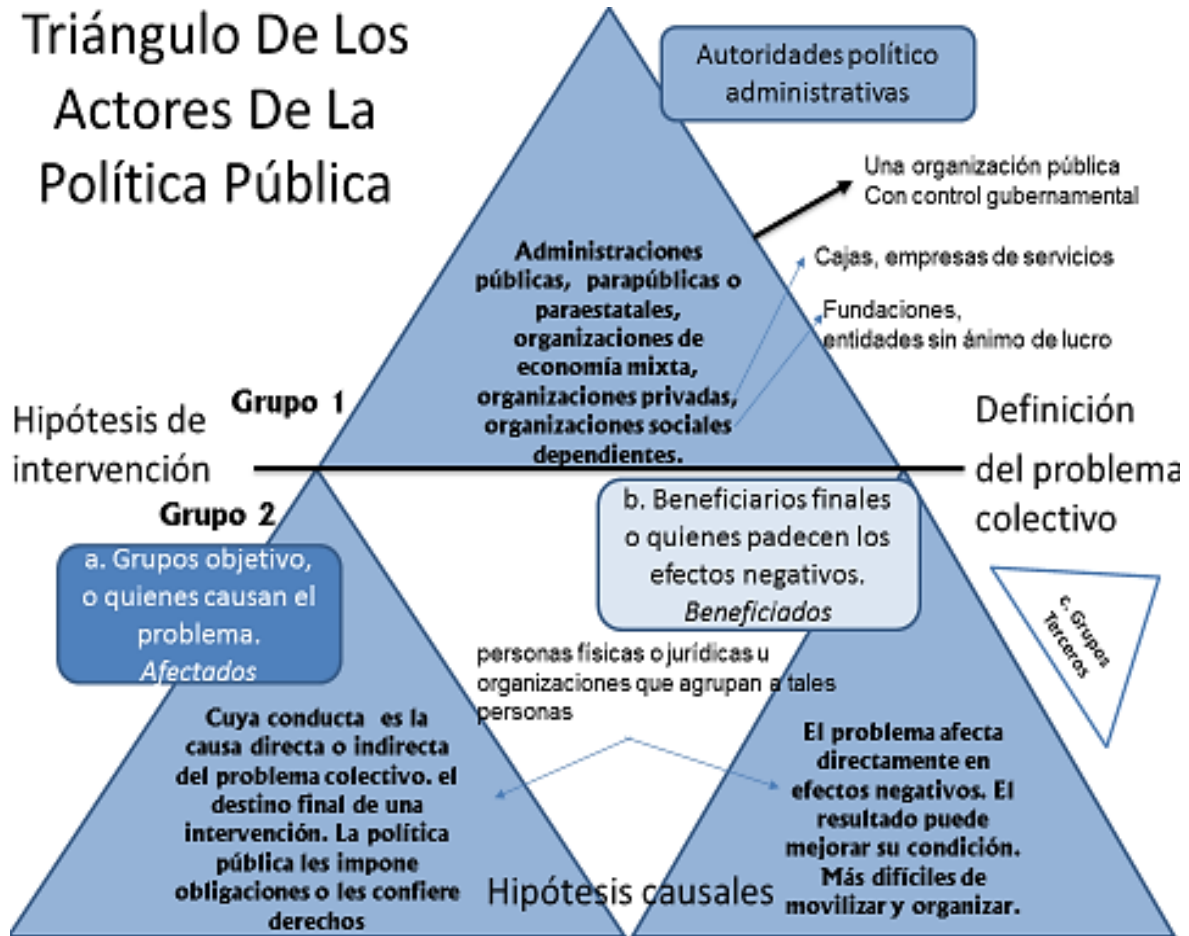 Triángulo De Los
Actores De La
Política Pública
Autoridades político
administrativas
Una organización pública
Con control gubernamental
Administraciones
públicas, parapúblicas o
paraestatales,
organizaciones de
economía mixta,
organizaciones privadas,
organizaciones sociales
dependientes.
Cajas, empresas de servicios
Fundaciones,
entidades sin ánimo de lucro
Grupo 1
Hipótesis de
intervención
Definición
del problema
colectivo
Grupo 2
a. Grupos objetivo,
o quienes causan el
problema.
Afectados
b. Beneficiarios finales
o quienes padecen los
efectos negativos.
Beneficiados
c. Grupos
Terceros
personas físicas o jurídicas u
organizaciones que agrupan a tales
personas
Cuya conducta es la
causa directa o indirecta
del problema colectivo. el
destino final de una
intervención. La política
pública les impone
obligaciones o les confiere
derechos
El problema afecta
directamente en
efectos negativos. El
resultado puede
mejorar su condición.
Más difíciles de
movilizar y organizar.
Hipótesis causales